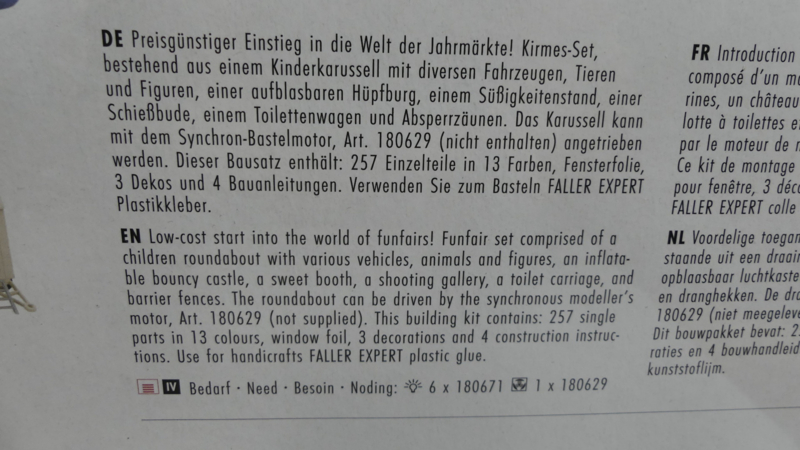 DE Preisgünstiger Einstieg in die Welt der Jahrmärkte! Kirmes-Set,
bestehend aus einem Kinderkarussell mit diversen Fahrzeugen, Tieren
und Figuren, einer aufblasbaren Hüpfburg, einem Süßigkeitenstand, einer
Schießbude, einem Toilettenwagen und Absperrzäunen. Das Karussell kann
mit dem Synchron-Bastelmotor, Art. 180629 (nicht enthalten) angetrieben
werden. Dieser Bausatz enthält: 257 Einzelteile in 13 Farben, Fensterfolie,
3 Dekos und 4 Bauanleitungen. Verwenden Sie zum Basteln FALLER EXPERT
Plastikkleber.
EN Low-cost start into the world of funfairs! Funfair set comprised of a
children roundabout with various vehicles, animals and figures, an inflata-
ble bouncy castle, a sweet booth, a shooting gallery, a toilet carriage, and
barrier fences. The roundabout can be driven by the synchronous modeller's
motor, Art. 180629 (not supplied). This building kit contains: 257 single
parts in 13 colours, window foil, 3 decorations and 4 construction instruc-
tions. Use for handicrafts FALLER EXPERT plastic glue.
IV Bedarf · Need · Besoin · Noding: 6 x 180671 1 x 180629
FR Introduction
composé d'un
rines, un château
lotte à toilettes
par le moteur de
Ce kit de montage
pour fenêtre, 3
FALLER EXPERT colle
NL Voordelige
staande uit een
opblaasbaar luchtkaste
en dranghekken. De
180629 (niet
Dit bouwpakket bevat:
raties en 4
kunststoflijm.